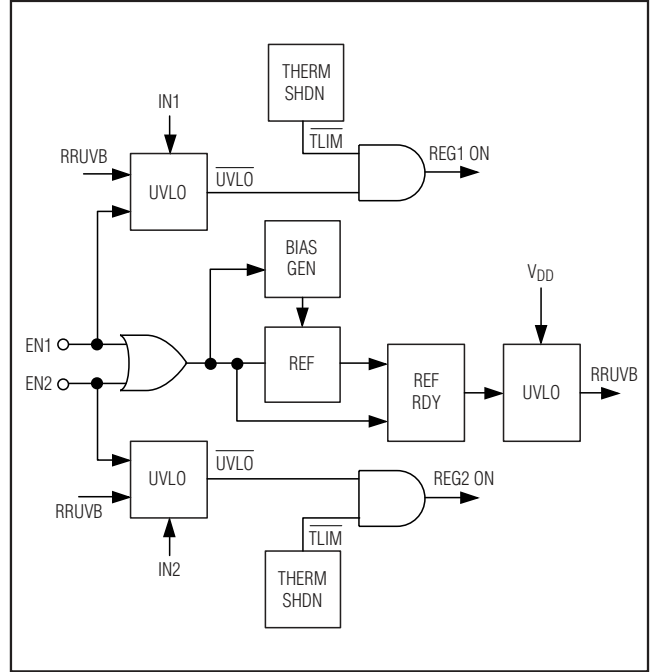 THERM
SHDN
IN1
TLIM
REG1 ON
RRUVB
UVLO
UVLO
BIAS
GEN
VDD
EN1
REF
REF
RDY
UVLO
RRUVB
EN2
UVLO
UVLO
REG2 ON
RRUVB
TLIM
IN2
THERM
SHDN